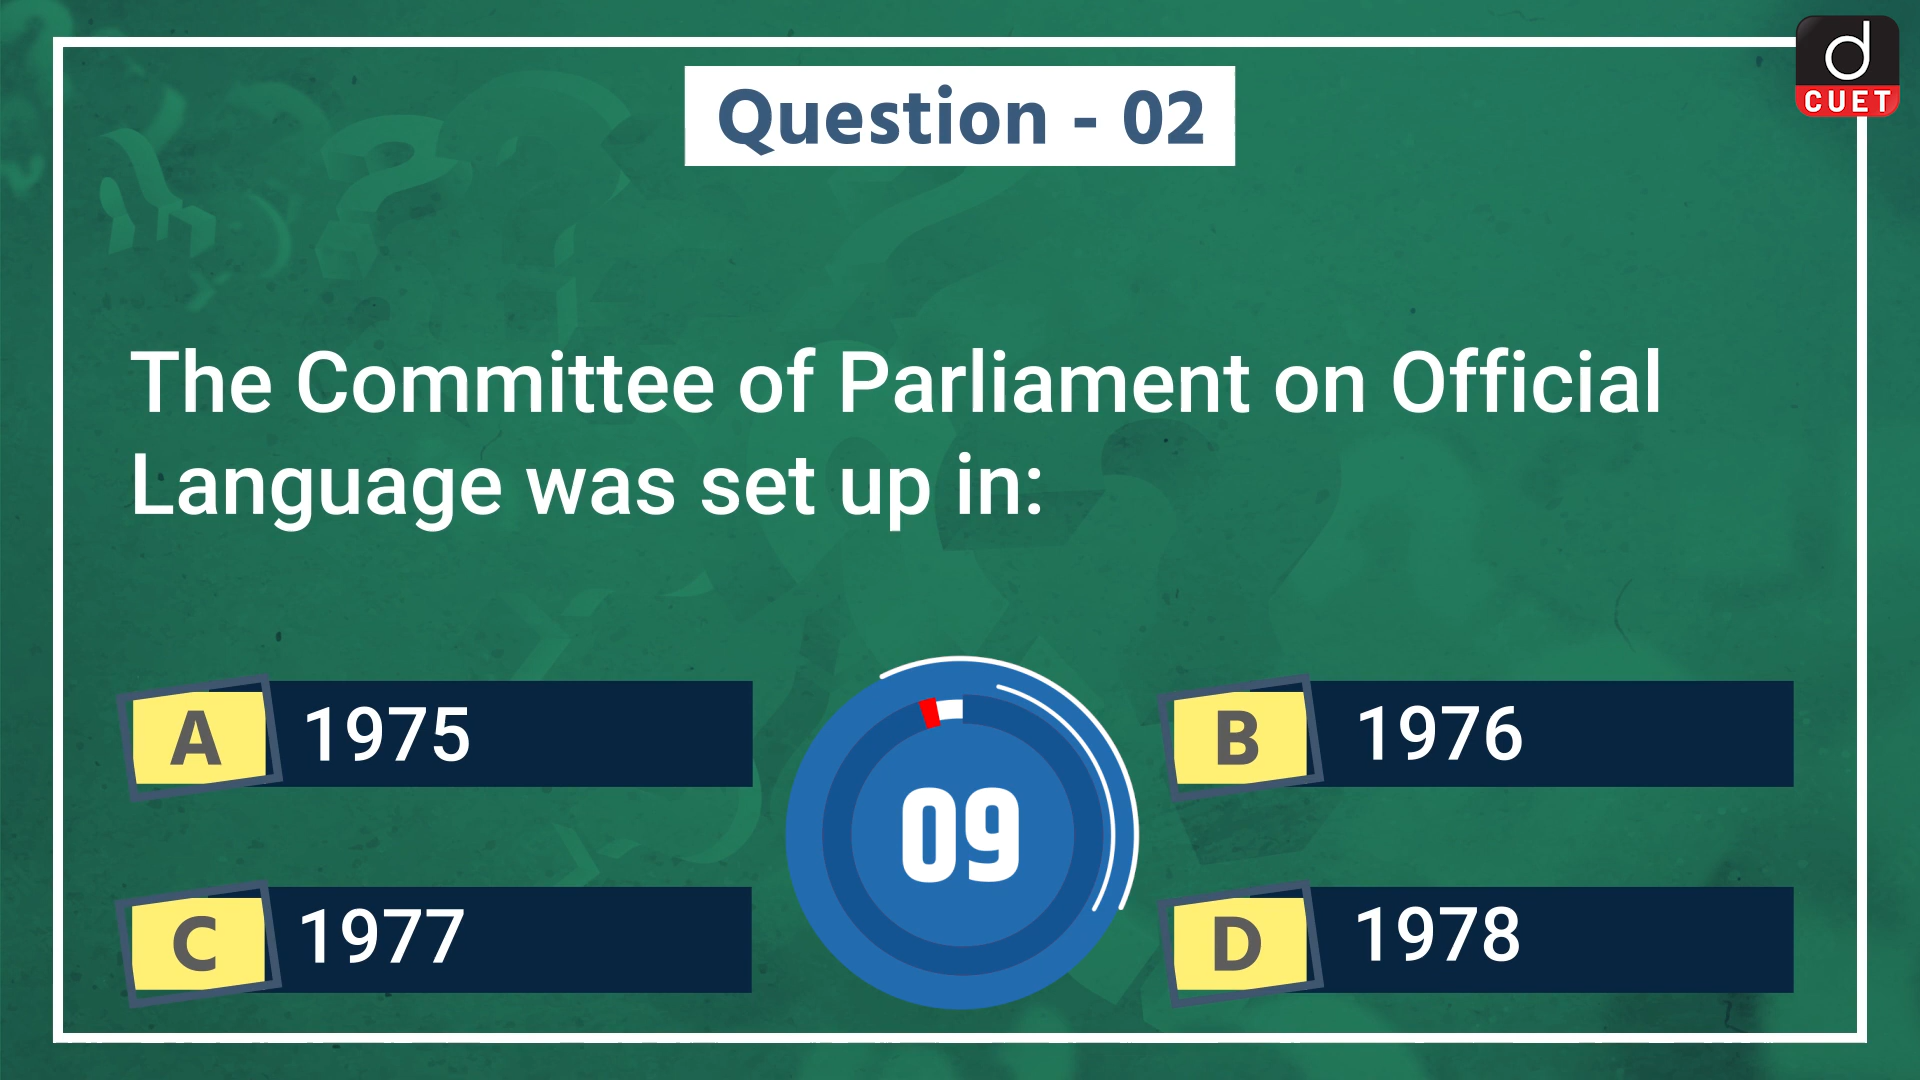 d
CUET
Question - 02
The Committee of Parliament on Official
Language was set up in:
A 1975
B 1976
09
C 1977
D 1978